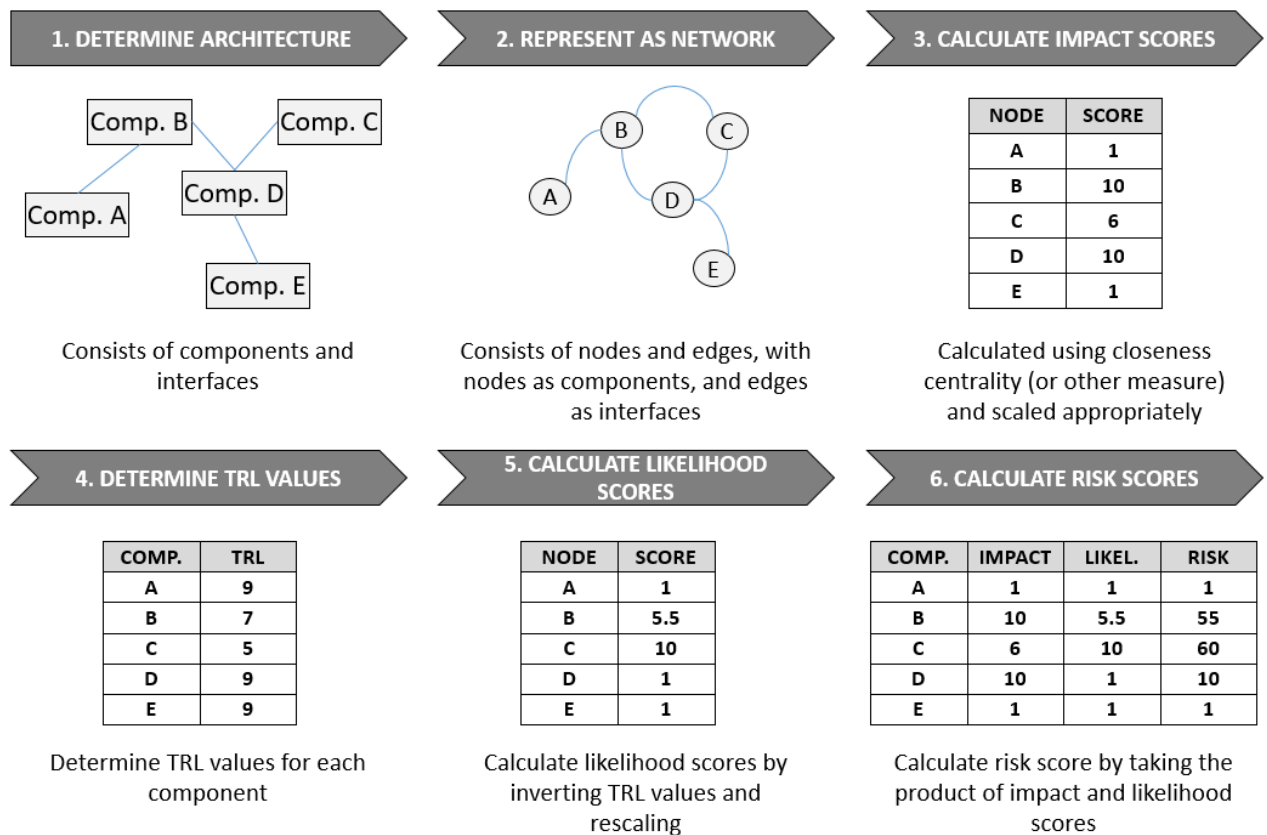 1. DETERMINE ARCHITECTURE
Comp. B
Comp. C
Comp. D
Comp. A
Comp. E
Consists of components and
interfaces
2. REPRESENT AS NETWORK
B
C
A
D
E
Consists of nodes and edges, with
nodes as components, and edges
as interfaces
3. CALCULATE IMPACT SCORES
NODE SCORE
A 1
B 10
C 6
D 10
E 1
Calculated using closeness
centrality (or other measure)
and scaled appropriately
4. DETERMINE TRL VALUES
COMP. TRL
A 9
B 7
C 5
D 9
E 9
Determine TRL values for each
component
5. CALCULATE LIKELIHOOD
SCORES
NODE SCORE
A 1
B 5.5
C 10
D 1
E 1
Calculate likelihood scores by
inverting TRL values and
rescaling
6. CALCULATE RISK SCORES
COMP. IMPACT LIKEL. RISK
A 1 1 1
B 10 5.5 55
C 6 10 60
D 10 1 10
E 1 1 1
Calculate risk score by taking the
product of impact and likelihood
scores